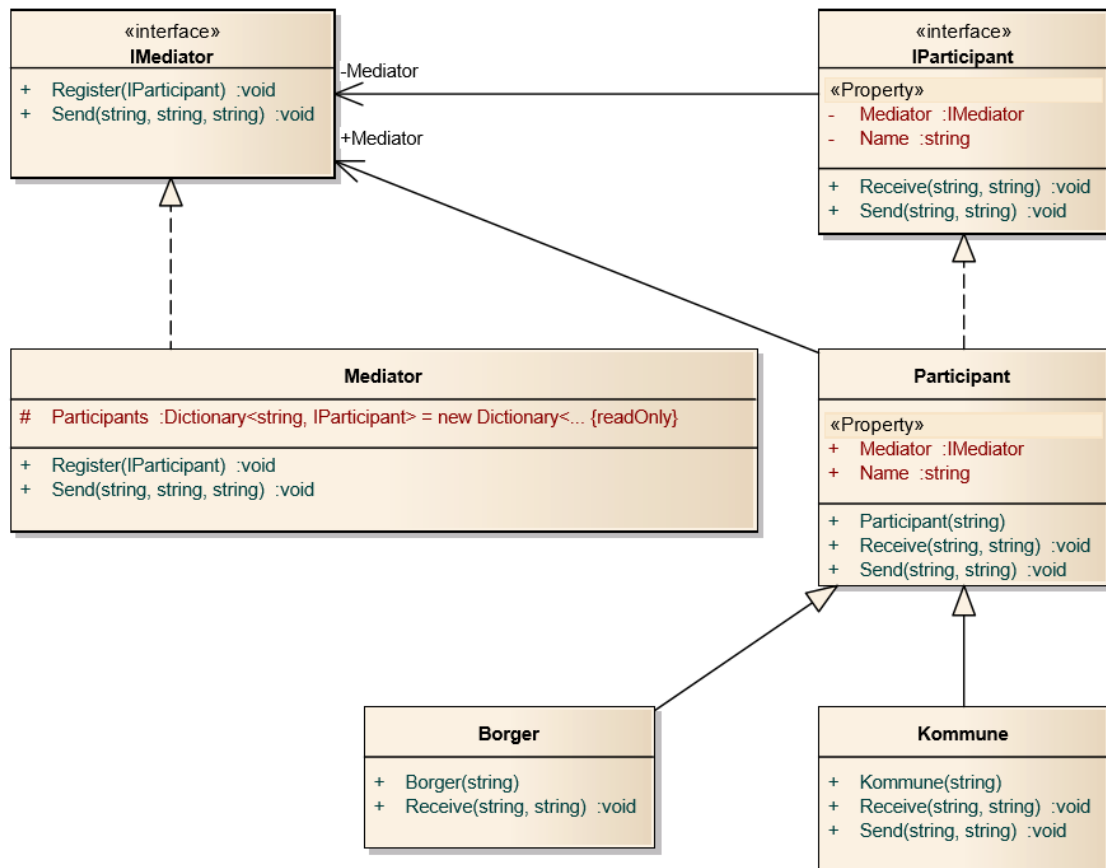 «interface»
IMediator
+ Register(IParticipant) :void
+ Send(string, string, string) :void
-Mediator
+Mediator
«interface»
IParticipant
«Property»
- Mediator :IMediator
- Name :string
+ Receive(string, string) :void
+ Send(string, string) :void
Mediator
# Participants :Dictionary<string, IParticipant> = new Dictionary<... {readOnly}
+ Register(IParticipant) :void
+ Send(string, string, string) :void
Participant
«Property»
+ Mediator :IMediator
+ Name :string
+ Participant(string)
+ Receive(string, string) :void
+ Send(string, string) :void
Borger
+ Borger(string)
+ Receive(string, string) :void
Kommune
+ Kommune(string)
+ Receive(string, string) :void
+ Send(string, string) :void